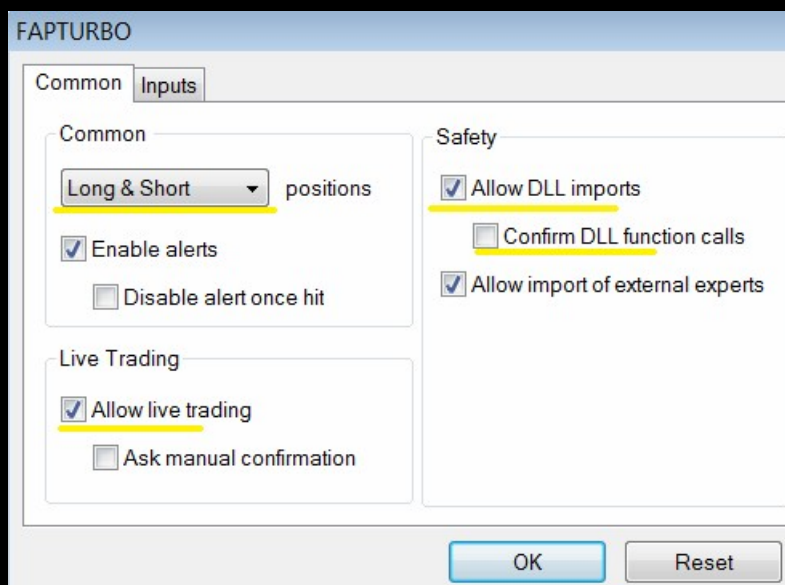 FAPTURBO
Common
Inputs
Common
Long & Short
positions
Enable alerts
Disable alert once hit
Live Trading
Allow live trading
Ask manual confirmation
Safety
Allow DLL imports
Confirm DLL function calls
Allow import of external experts
OK
Reset